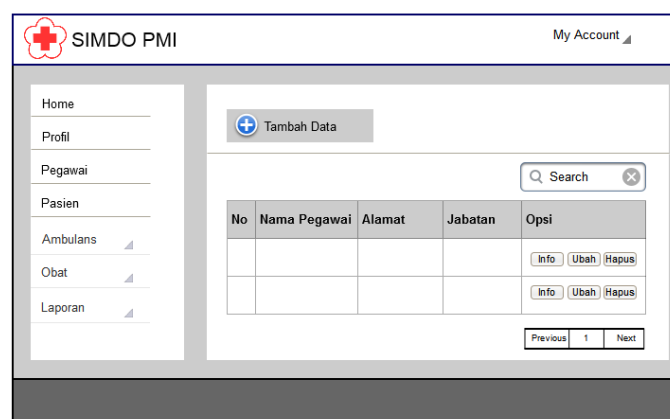 SIMDO PMI
My Account
Home
Profil
Pegawai
Pasien
Ambulans
Obat
Laporan
Tambah Data
Search
No Nama Pegawai Alamat Jabatan Opsi
Info Ubah Hapus
Info Ubah Hapus
Previous 1 Next